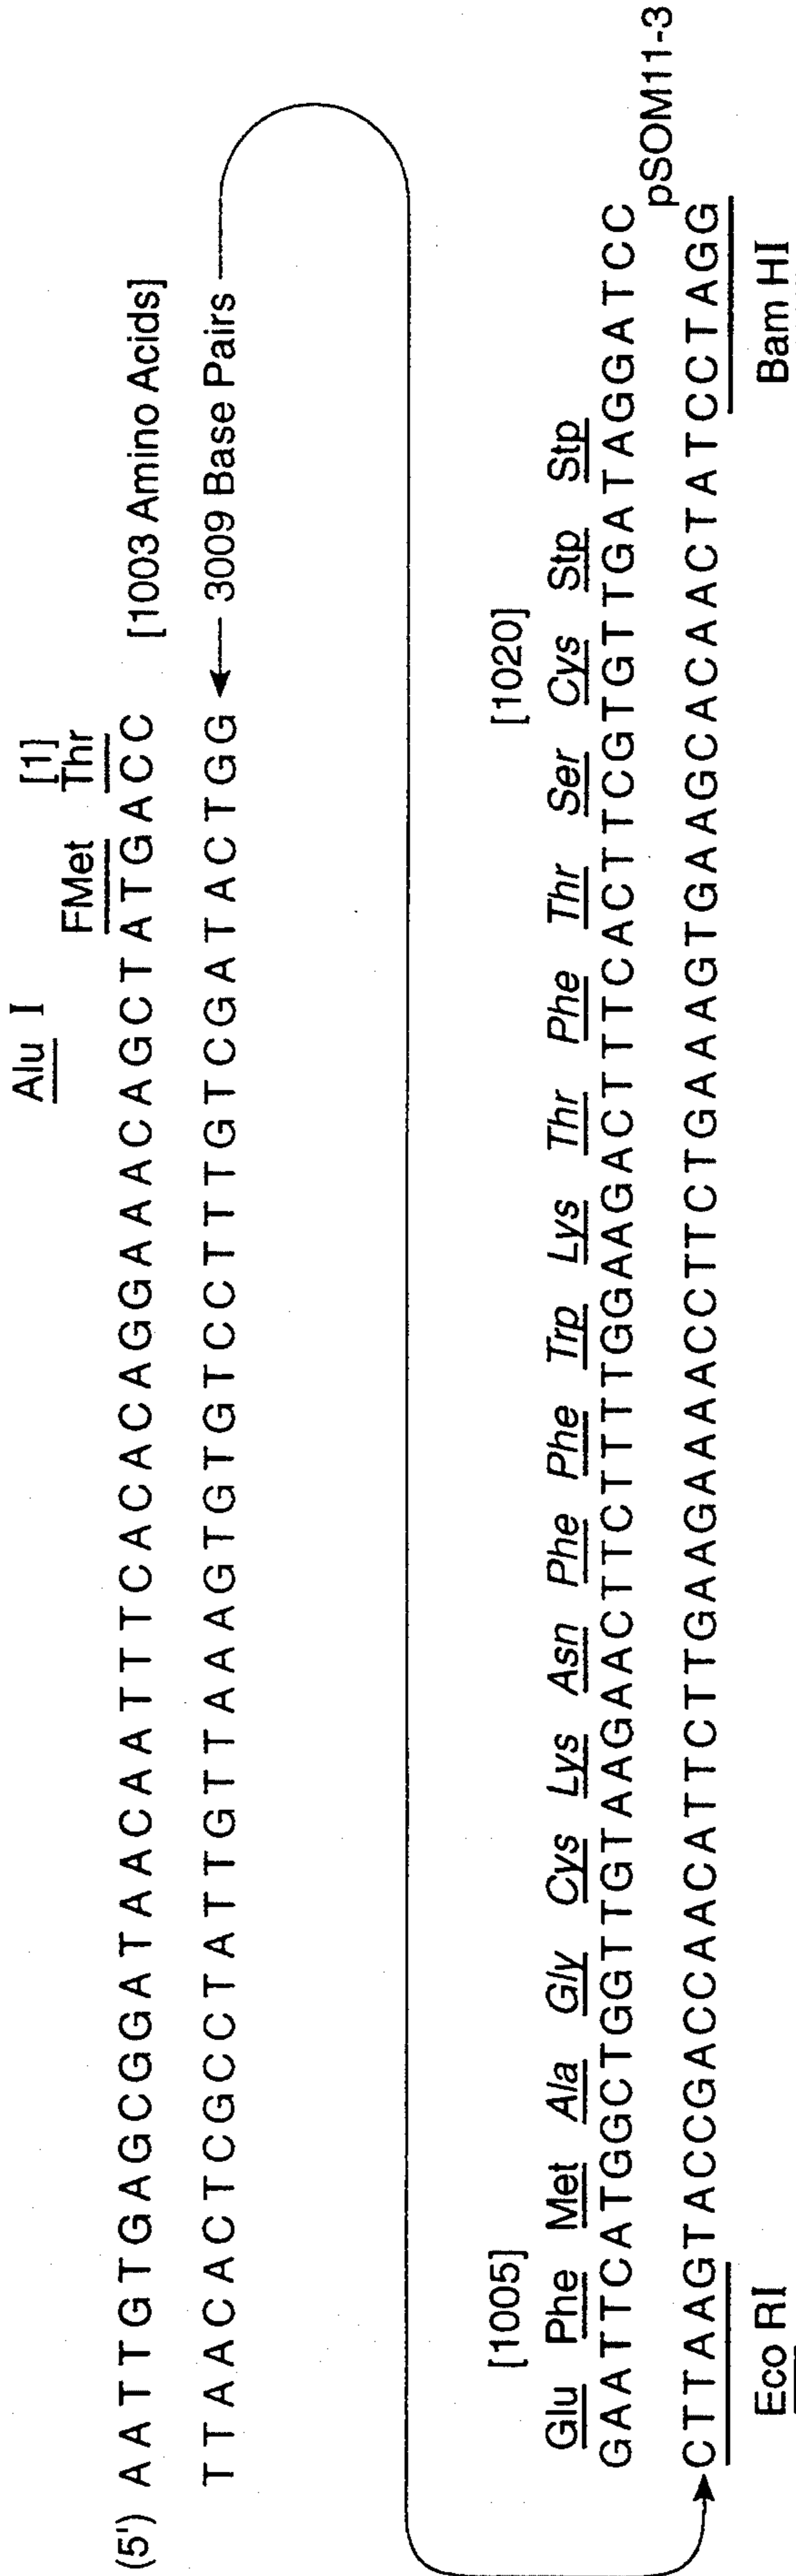 Alu I
[1]
FMet Thr
(5') A A T T G T G A G C G G A T A A C A A T T T C A C A C A G G A A A C A G C T A T G A C C [1003 Amino Acids]
T T A A C A C T C G C C T A T T G T T A A A G T G T G T C C T T T G T C G A T A C T G G 3009 Base Pairs
[1005] [1020]
Glu Phe Met Ala Gly Cys Lys Asn Phe Phe Trp Lys Thr Phe Thr Ser Cys Stp Stp
GAATTCATGGCTGGTTGTAAGAACTTCTTTTGGAAGACTTTCACTTCGTGTTGATAGGATCC
pSOM11-3
CTTAAGTACCGACCAACATTCTTGAAGAAAACCTTCTGAAAGTGAAGCACAACTATCCTAGG
Eco RI Bam HI